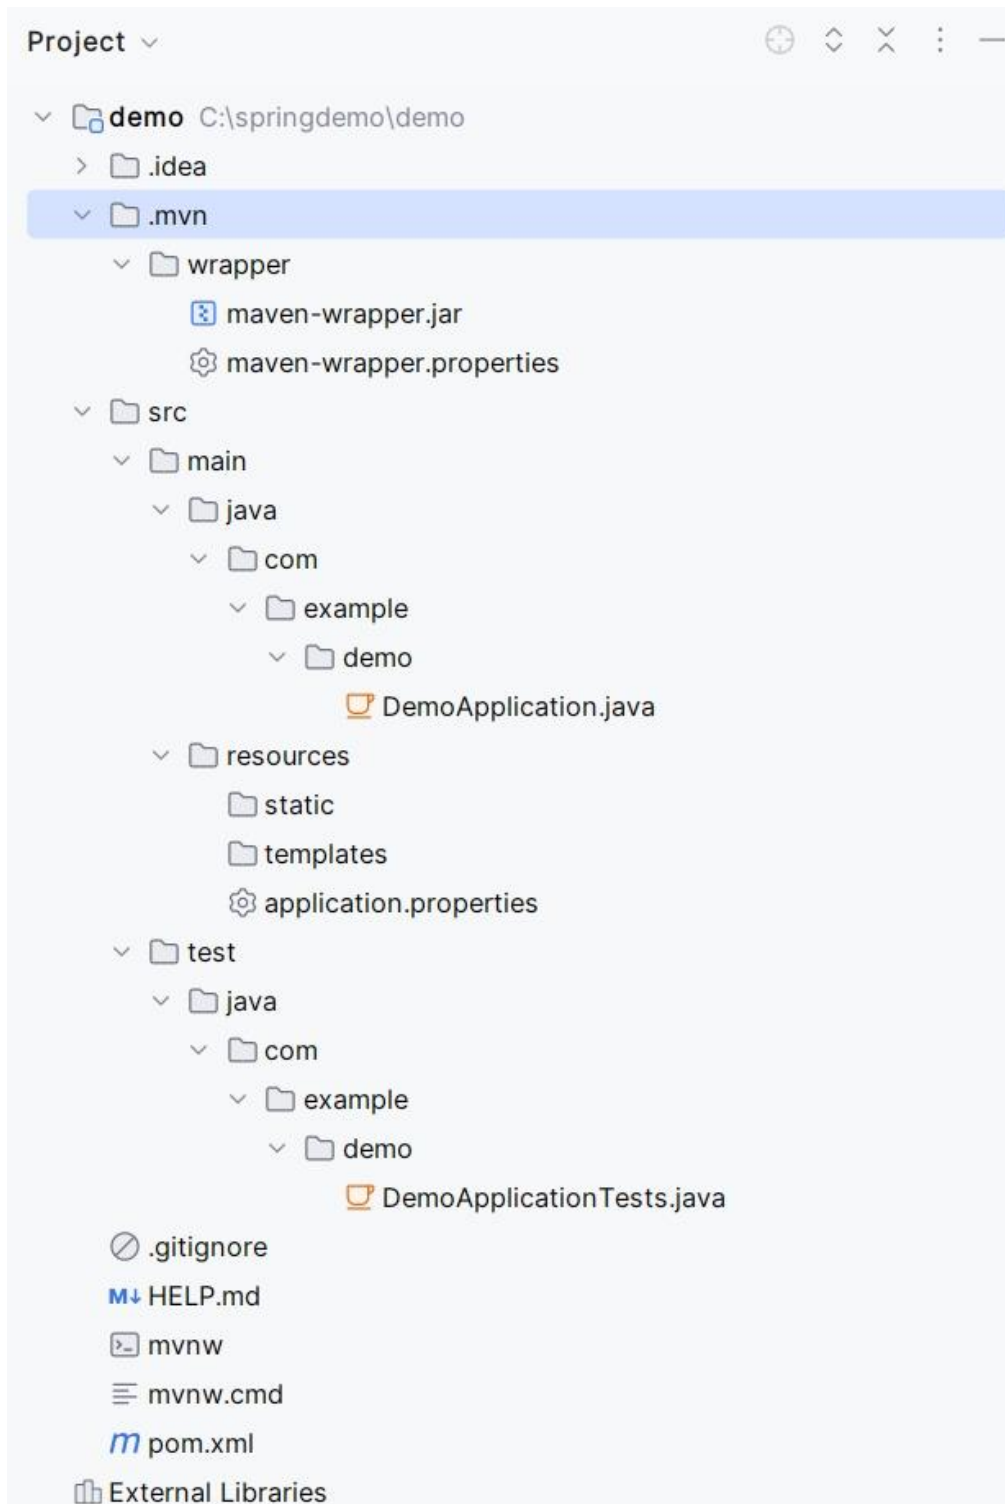 Project
demo C:\springdemo\demo
.idea
.mvn
wrapper
maven-wrapper.jar
maven-wrapper.properties
src
main
java
com
example
demo
DemoApplication.java
resources
static
templates
application.properties
test
java
com
example
demo
DemoApplicationTests.java
.gitignore
M↓ HELP.md
mvnw
mvnw.cmd
m pom.xml
External Libraries